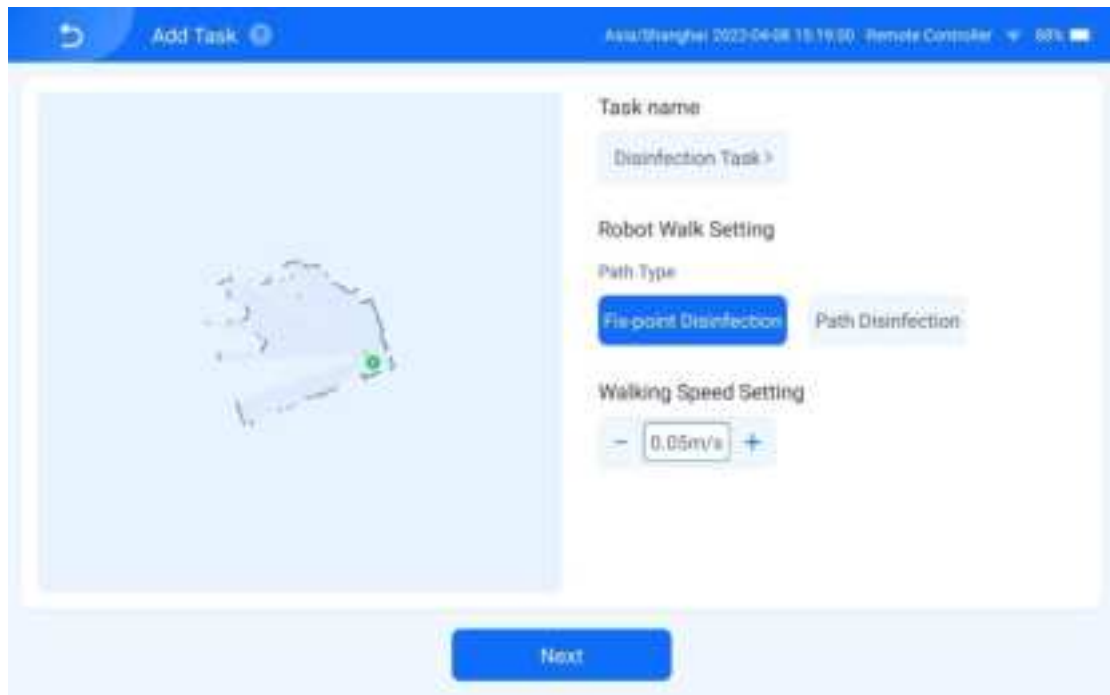 Add Task
Asia/Shanghai 2022-04-08 15:19:00 Remote Controller 88%
Task name
Disinfection Task >
Robot Walk Setting
Path Type
Fix-point Disinfection Path Disinfection
Walking Speed Setting
- 0.05m/s +
Next